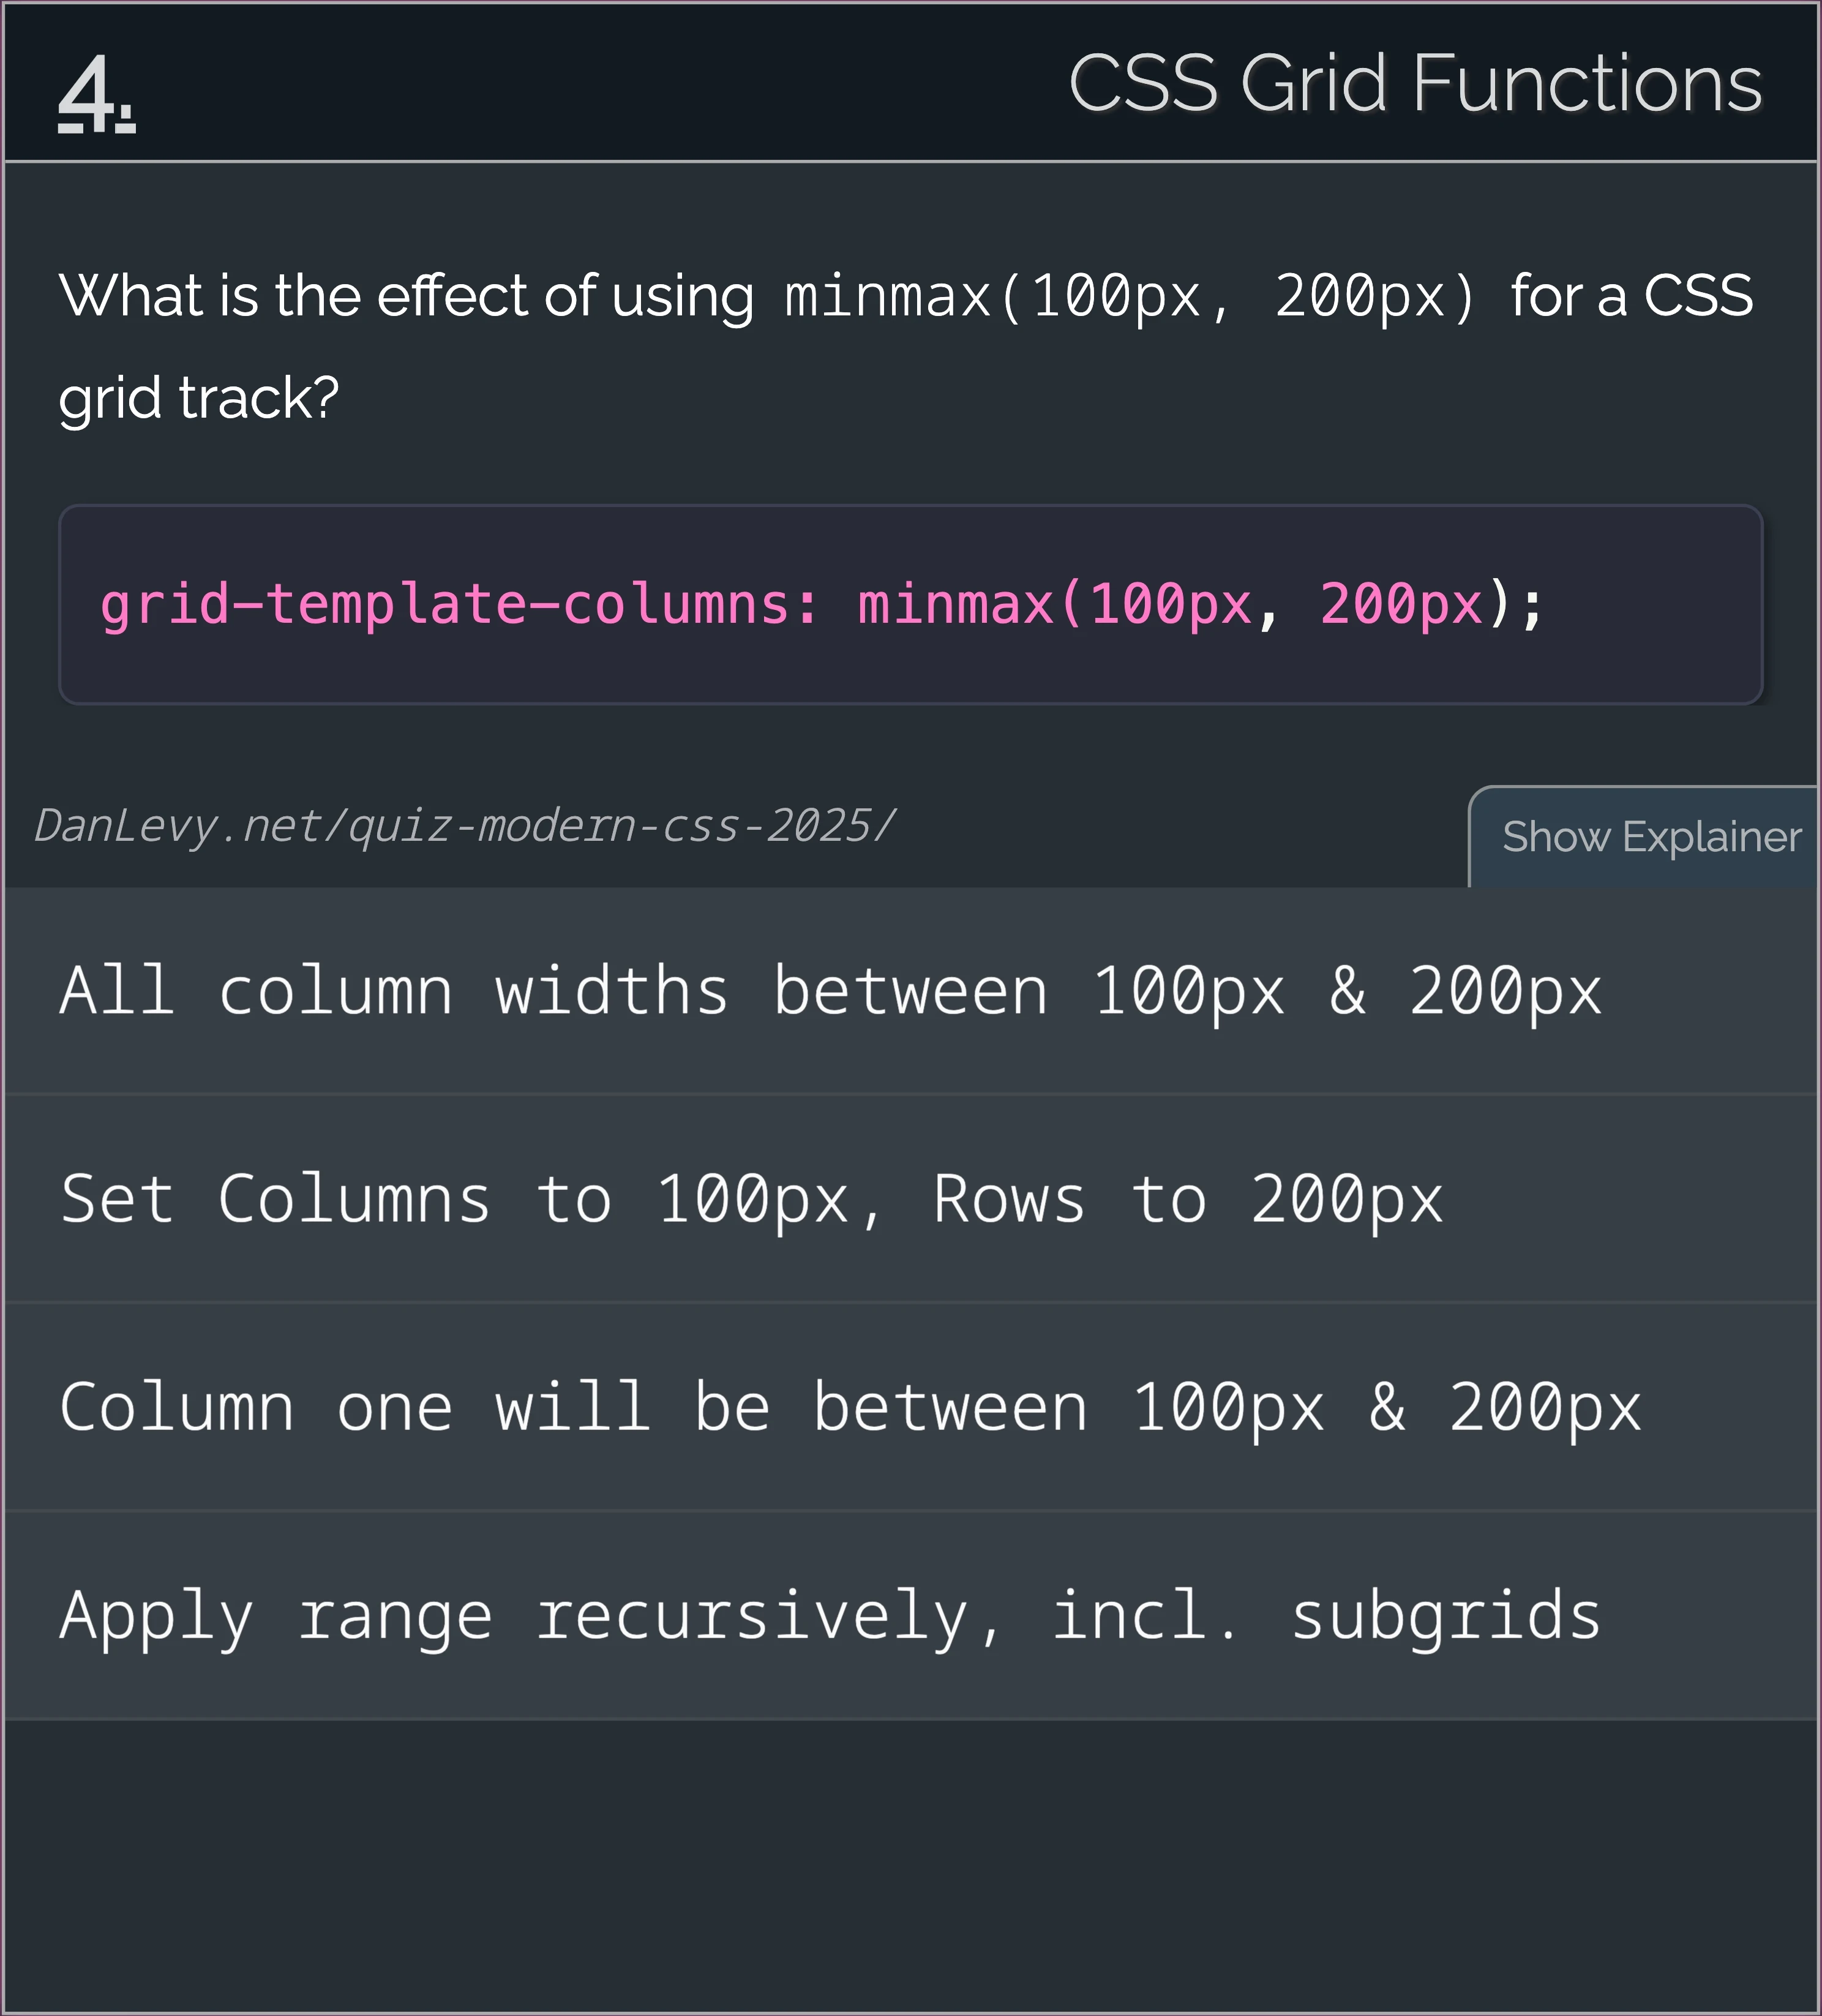 4.
CSS Grid Functions
What is the effect of using minmax(100px, 200px) for a CSS
grid track?
grid-template-columns: minmax(100px, 200px);
DanLevy.net/quiz-modern-css-2025/
Show Explainer
All column widths between 100px & 200px
Set Columns to 100px, Rows to 200px
Column one will be between 100px & 200px
Apply range recursively, incl. subgrids